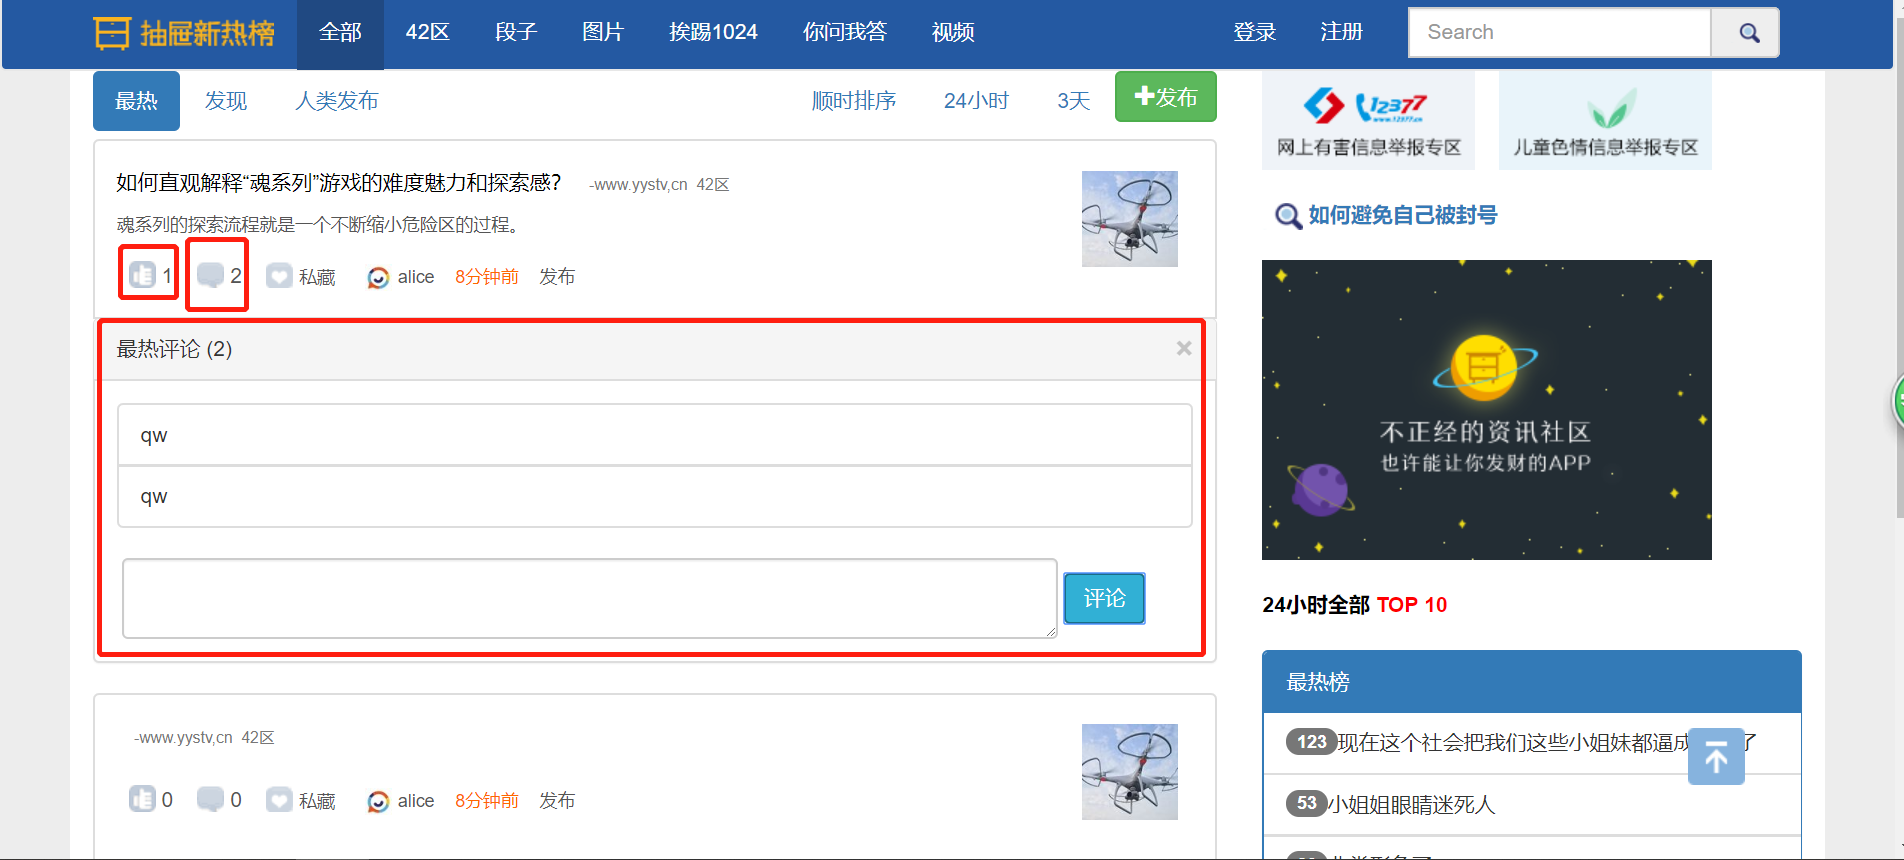 抽屉新热榜 全部 42区 段子 图片 挨踢1024 你问我答 视频 登录 注册 Search
最热 发现 人类发布 顺时排序 24小时 3天 +发布
12377
www.12377.cn
网上有害信息举报专区 儿童色情信息举报专区
如何直观解释“魂系列”游戏的难度魅力和探索感? -www.yystv,cn 42区
魂系列的探索流程就是一个不断缩小危险区的过程。
1 2 私藏 alice 8分钟前 发布
如何避免自己被封号
最热评论 (2) ×
qw
qw
评论
不正经的资讯社区
也许能让你发财的APP
24小时全部 TOP 10
最热榜
-www.yystv,cn 42区
123 现在这个社会把我们这些小姐妹都逼成 了
0 0 私藏 alice 8分钟前 发布
53 小姐姐眼睛迷死人